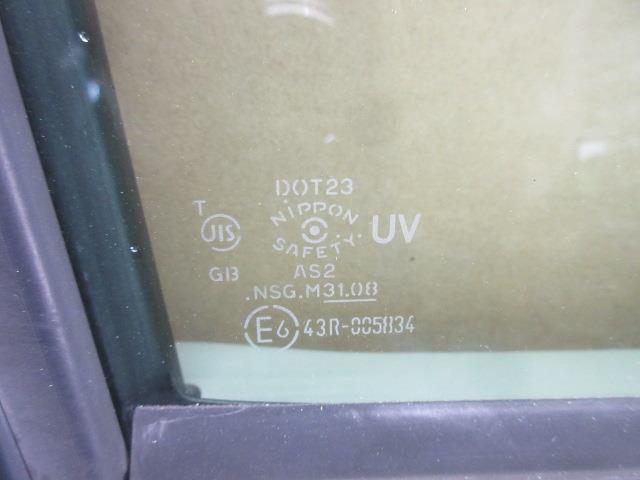 DOT23
T
JIS
NIPPON
SAFETY
UV
GB
AS2
.NSG.M31.08
E6 43R-005834